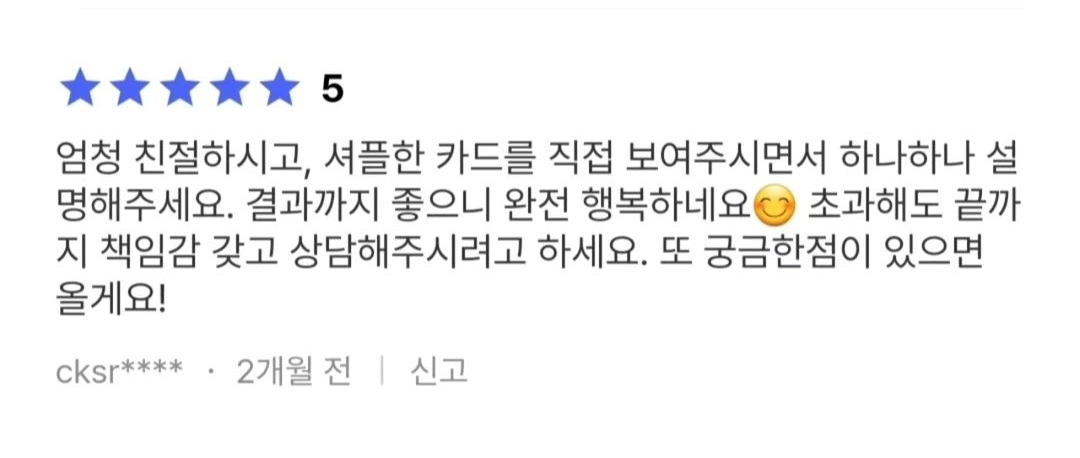 5
엄청 친절하시고, 셔플한 카드를 직접 보여주시면서 하나하나 설
명해주세요. 결과까지 좋으니 완전 행복하네요😊 초과해도 끝까
지 책임감 갖고 상담해주시려고 하세요. 또 궁금한점이 있으면
올게요!
cksr**** · 2개월 전 | 신고